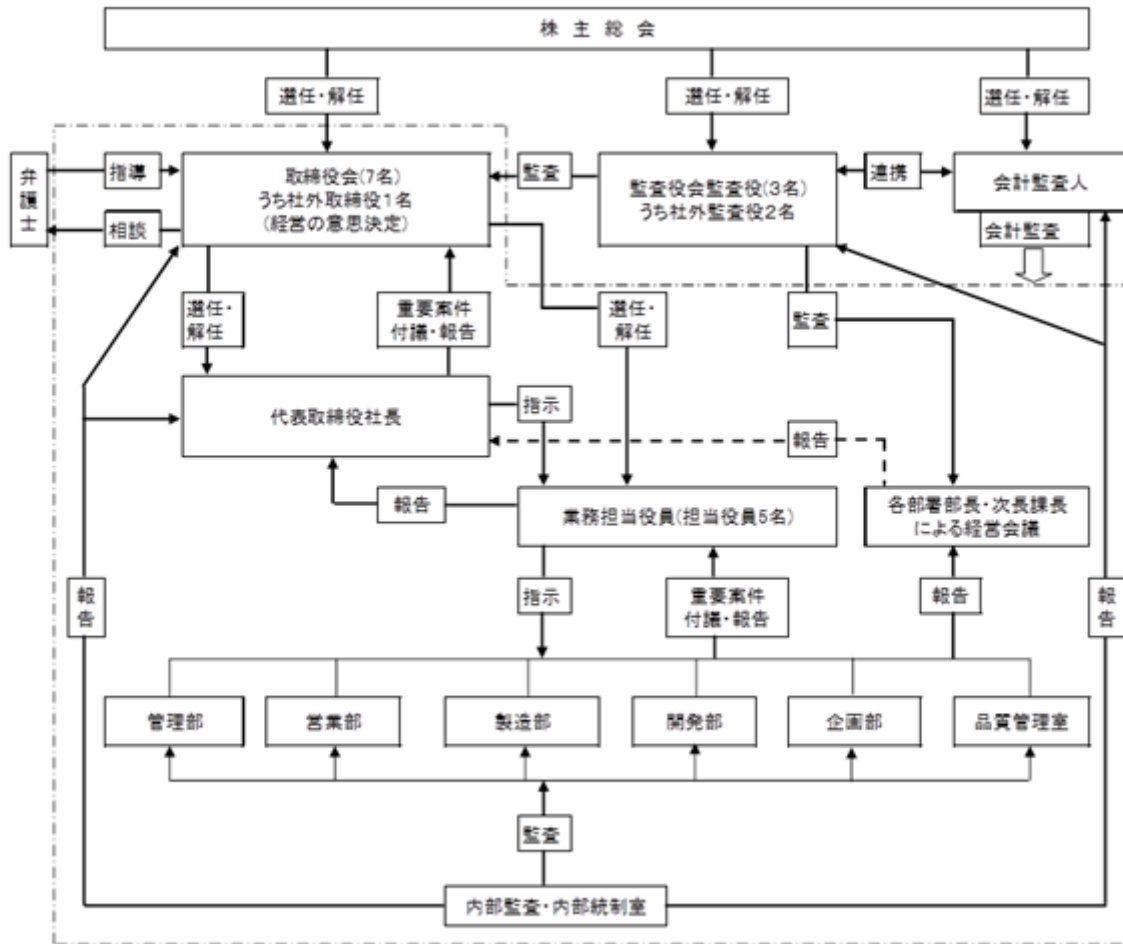 株主総会
選任・解任
選任・解任
選任・解任
弁護士
指導
相談
取締役会(7名)
うち社外取締役1名
(経営の意思決定)
監査
監査役会監査役(3名)
うち社外監査役2名
連携
会計監査人
会計監査
選任・
解任
重要案件
付議・報告
選任・
解任
監査
代表取締役社長
指示
報告
報告
業務担当役員(担当役員5名)
各部署部長・次長課長
による経営会議
報告
指示
重要案件
付議・報告
報告
報告
管理部
営業部
製造部
開発部
企画部
品質管理室
監査
内部監査・内部統制室